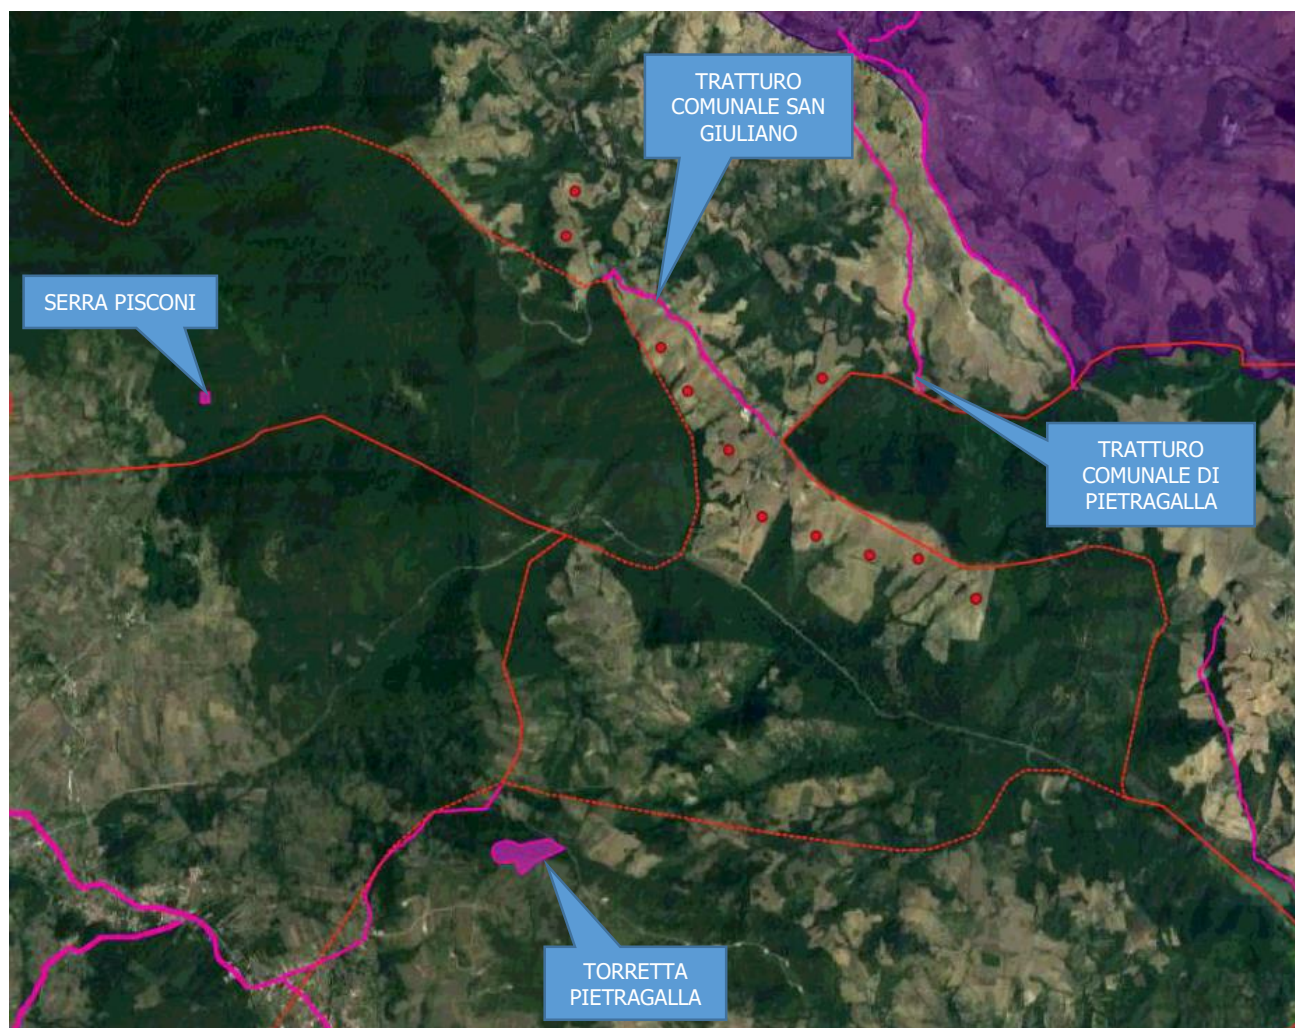 TRATTURO
COMUNALE SAN
GIULIANO
SERRA PISCONI
TRATTURO
COMUNALE DI
PIETRAGALLA
TORRETTA
PIETRAGALLA